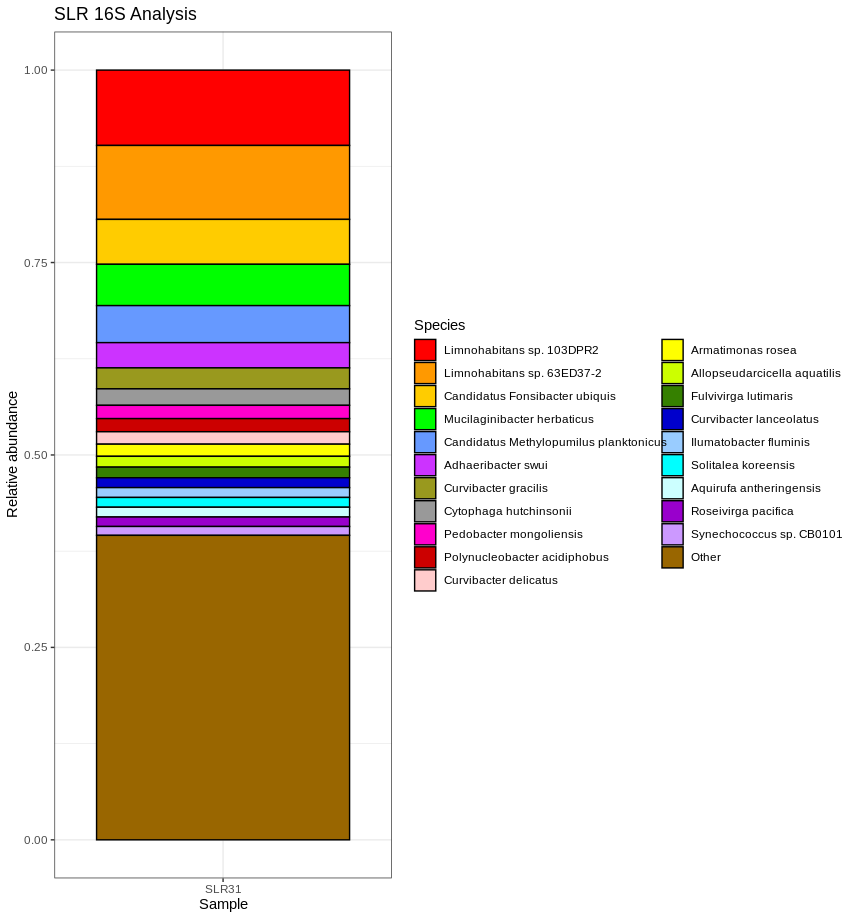 SLR 16S Analysis
1.00
0.75
0.50
0.25
0.00
Relative abundance
SLR31
Sample
Species
Limnohabitans sp. 103DPR2
Limnohabitans sp. 63ED37-2
Candidatus Fonsibacter ubiquis
Mucilaginibacter herbaticus
Candidatus Methylopumilus planktonicus
Adhaeribacter swui
Curvibacter gracilis
Cytophaga hutchinsonii
Pedobacter mongoliensis
Polynucleobacter acidiphobus
Curvibacter delicatus
Armatimonas rosea
Allopseudarcicella aquatilis
Fulvivirga lutimaris
Curvibacter lanceolatus
Ilumatobacter fluminis
Solitalea koreensis
Aquirufa antheringensis
Roseivirga pacifica
Synechococcus sp. CB0101
Other